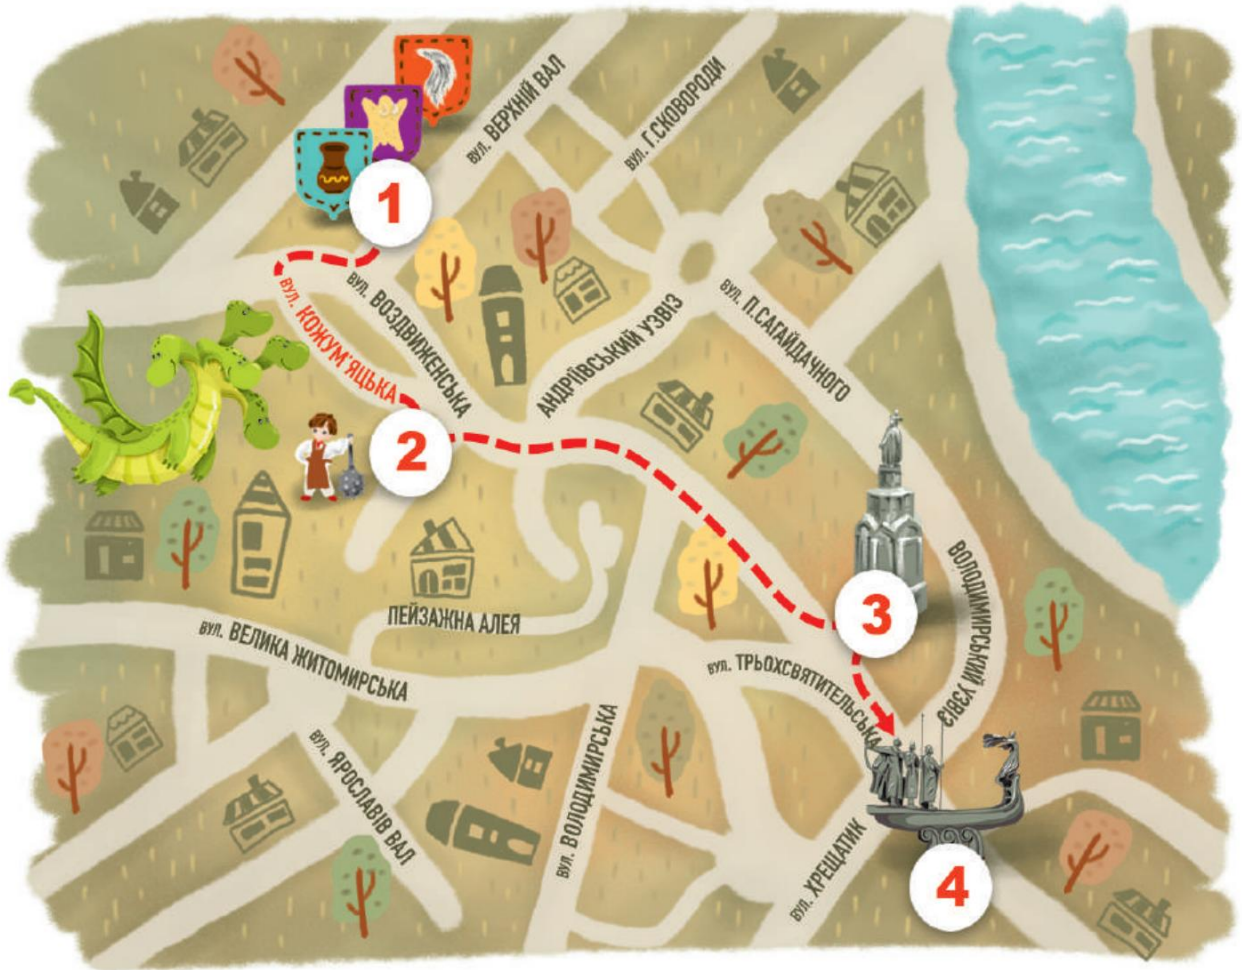 ВУЛ. ВЕРХНІЙ ВАЛ
ВУЛ. Г.СКОВОРОДИ
1
ВУЛ. КОЖУМ'ЯЦЬКА
ВУЛ. ВОЗДВИЖЕНСЬКА
АНДРІЇВСЬКИЙ УЗВІЗ
ВУЛ. П.САГАЙДАЧНОГО
2
3
ВОЛОДИМИРСЬКИЙ УЗВІЗ
ПЕЙЗАЖНА АЛЕЯ
ВУЛ. ВЕЛИКА ЖИТОМИРСЬКА
ВУЛ. ТРЬОХСВЯТИТЕЛЬСЬКА
ВУЛ. ЯРОСЛАВІВ ВАЛ
ВУЛ. ВОЛОДИМИРСЬКА
ВУЛ. ХРЕЩАТИК
4